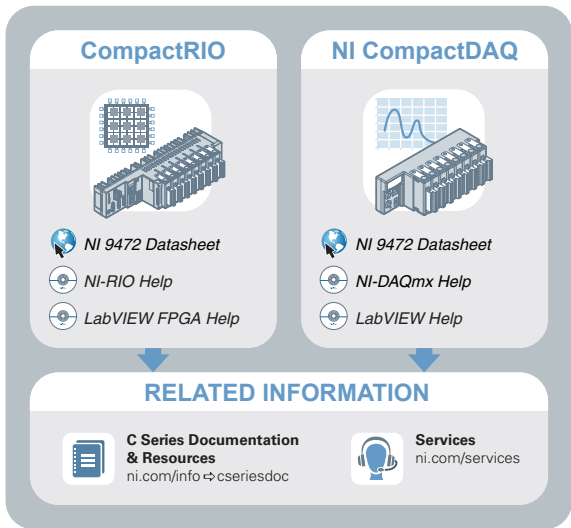 CompactRIO
NI 9472 Datasheet
NI-RIO Help
LabVIEW FPGA Help
NI CompactDAQ
NI 9472 Datasheet
NI-DAQmx Help
LabVIEW Help
RELATED INFORMATION
C Series Documentation
& Resources
ni.com/info ⇨ cseriesdoc
Services
ni.com/services